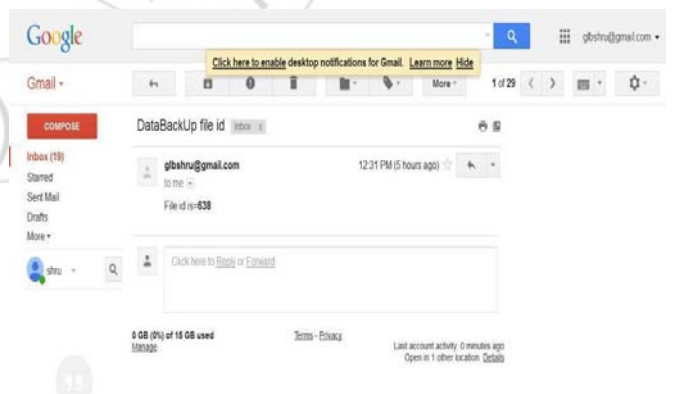 Google
glbshru@gmail.com
Click here to enable desktop notifications for Gmail. Learn more Hide
Gmail
More
1 of 29
COMPOSE
DataBackUp file id
Inbox x
Inbox (19)
Starred
Sent Mail
Drafts
More
shru
glbshru@gmail.com
12:31 PM (5 hours ago)
to me
File id is=638
Click here to Reply or Forward
0 GB (0%) of 15 GB used
Manage
Terms - Privacy
Last account activity: 0 minutes ago
Open in 1 other location Details